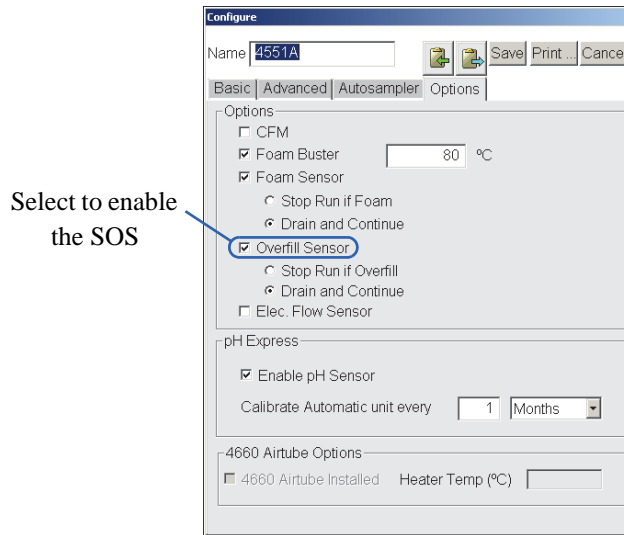 Configure
Name 4551A Save Print ... Cance
Basic Advanced Autosampler Options
Options
CFM
Foam Buster 80 ºC
Foam Sensor
Stop Run if Foam
Drain and Continue
Select to enable
the SOS
Overfill Sensor
Stop Run if Overfill
Drain and Continue
Elec. Flow Sensor
pH Express
Enable pH Sensor
Calibrate Automatic unit every 1 Months
4660 Airtube Options
4660 Airtube Installed Heater Temp (ºC)